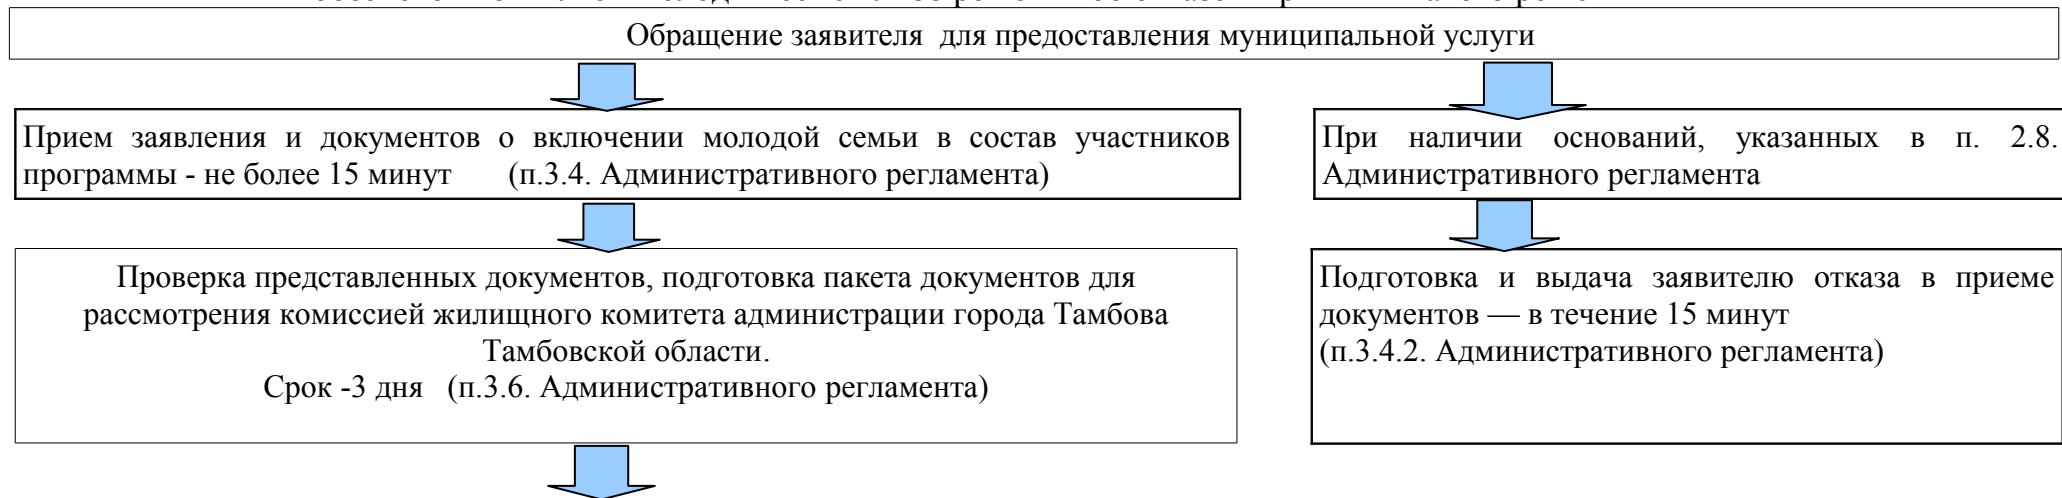 Обращение заявителя для предоставления муниципальной услуги
Прием заявления и документов о включении молодой семьи в состав участников
программы - не более 15 минут (п.3.4. Административного регламента)
При наличии оснований, указанных в п. 2.8.
Административного регламента
Проверка представленных документов, подготовка пакета документов для
рассмотрения комиссией жилищного комитета администрации города Тамбова
Тамбовской области.
Срок -3 дня (п.3.6. Административного регламента)
Подготовка и выдача заявителю отказа в приеме
документов — в течение 15 минут
(п.3.4.2. Административного регламента)